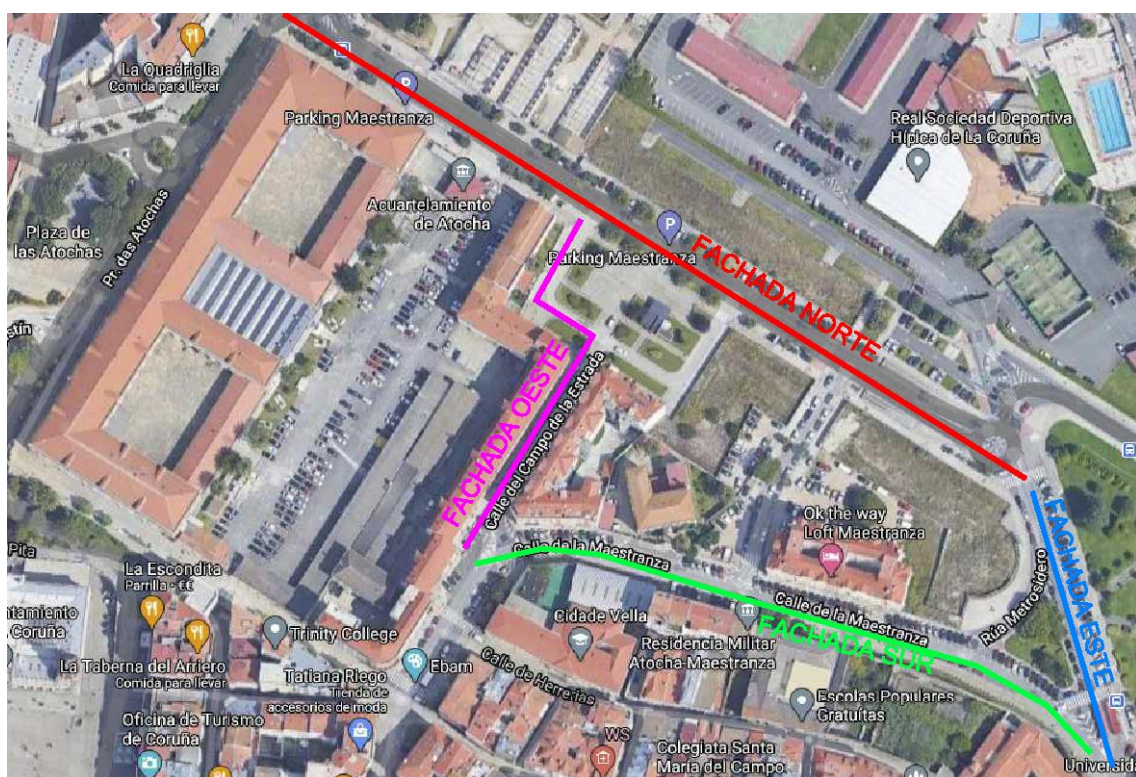 La Quadriglia
Comida para llevar
Parking Maestranza
Real Sociedad Deportiva
Hípica de La Coruña
Acuartelamiento
de Atocha
Plaza de
las Atochas
Pr. das Atochas
Parking Maestranza
FACHADA NORTE
stín
FACHADA OESTE
Calle del Campo de la Estrada
Ok the way
Loft Maestranza
FACHADA ESTE
Pita
La Escondita
Parrilla • €€
Calle de la Maestranza
Calle de la Maestranza
Rúa Metrosidero
ntamiento
Coruña
Trinity College
Cidade Vella
Residencia Militar
Atocha-Maestranza
FACHADA SUR
La Taberna del Arriero
Comida para llevar
Tatiana Riego
Tienda de
accesorios de moda
Ebam
Calle de Herrerías
Escolas Populares
Gratuítas
Oficina de Turismo
de Coruña
WS
Colegiata Santa
María del Campo
Universid